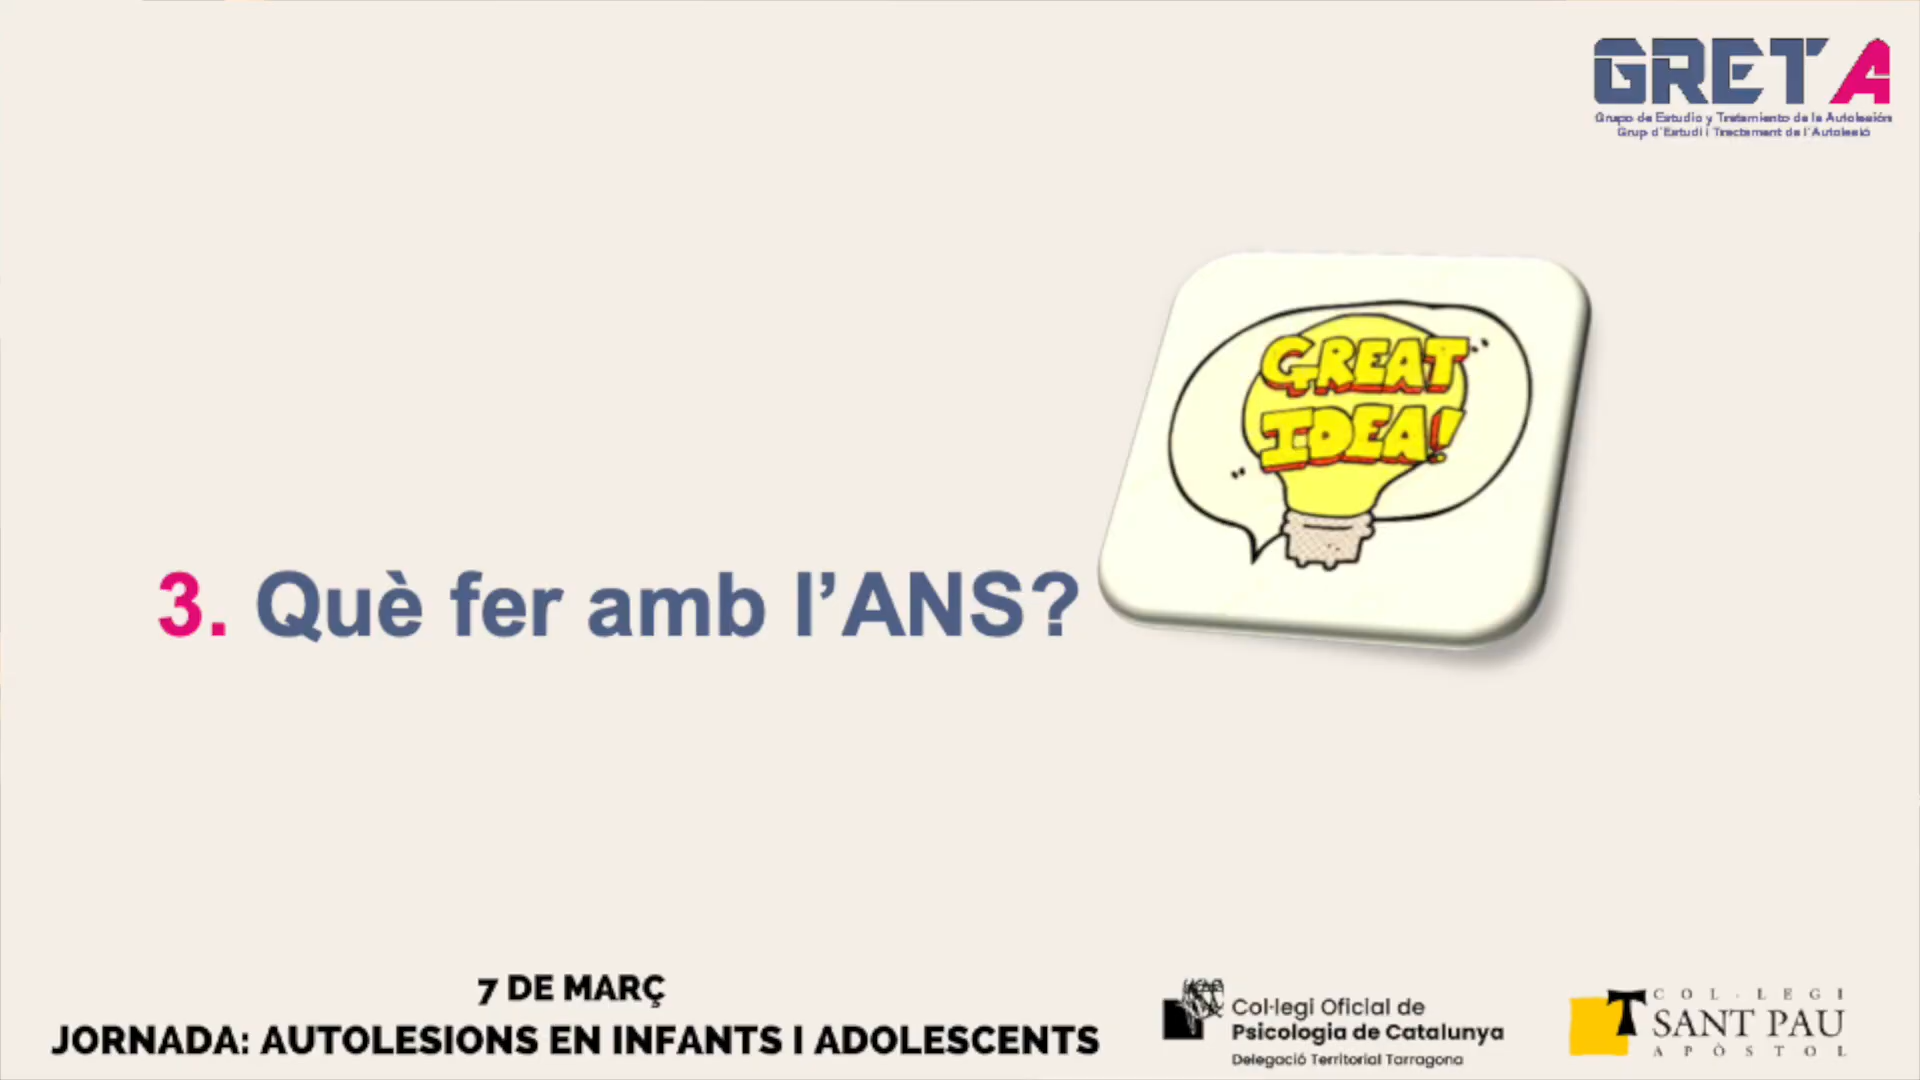 GRETA
Grupo de Estudio y Tratamiento de la Autolesión
Grup d'Estudi i Tractament de l'Autolesió
GREAT
IDEA!
3. Què fer amb l’ANS?
7 DE MARÇ
JORNADA: AUTOLESIONS EN INFANTS I ADOLESCENTS
Col·legi Oficial de
Psicologia de Catalunya
Delegació Territorial Tarragona
COL·LEGI
SANT PAU
APÒSTOL